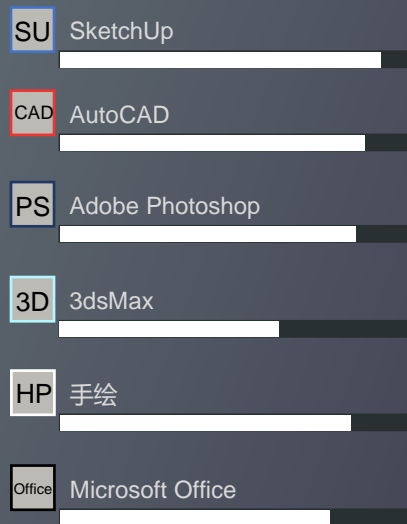 SU SketchUp
CAD AutoCAD
PS Adobe Photoshop
3D 3dsMax
HP 手绘
Office Microsoft Office